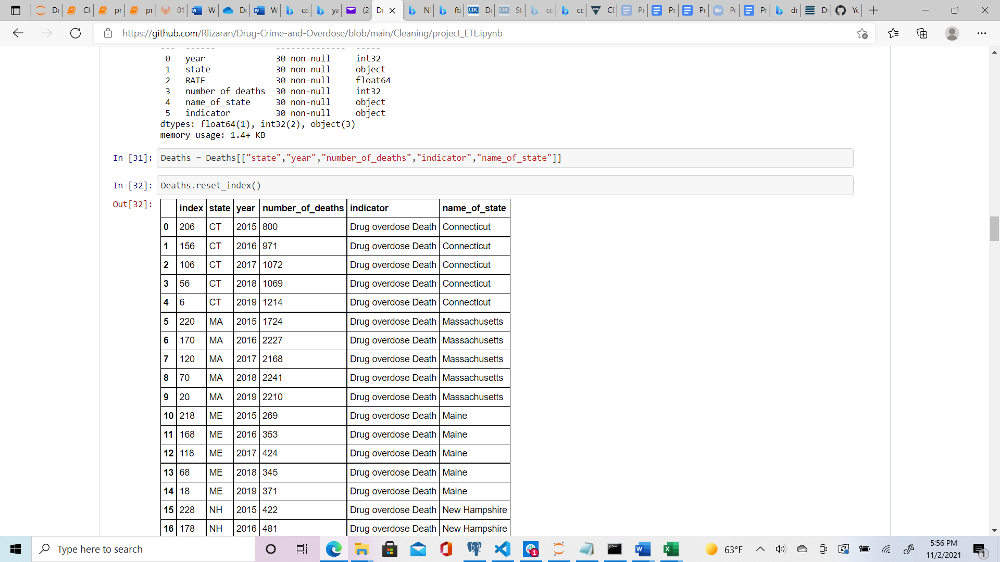 Dr
Cl
pr
pr
01
W
Do
W
co
ya
(2
Dr
NI
fb
CDC
Dr
CDC
St
co
co
CI
Pr
Pr
Pr
Pc
Pr
dr
Dr
Yc
https://github.com/Rlizaran/Drug-Crime-and-Overdose/blob/main/Cleaning/project_ETL.ipynb
--- ------ -------------- -----
0 year 30 non-null int32
1 state 30 non-null object
2 RATE 30 non-null float64
3 number_of_deaths 30 non-null int32
4 name_of_state 30 non-null object
5 indicator 30 non-null object
dtypes: float64(1), int32(2), object(3)
memory usage: 1.4+ KB
In [31]: Deaths = Deaths[["state","year","number_of_deaths","indicator","name_of_state"]]
In [32]: Deaths.reset_index()
Out[32]:
index state year number_of_deaths indicator name_of_state
0 206 CT 2015 800 Drug overdose Death Connecticut
1 156 CT 2016 971 Drug overdose Death Connecticut
2 106 CT 2017 1072 Drug overdose Death Connecticut
3 56 CT 2018 1069 Drug overdose Death Connecticut
4 6 CT 2019 1214 Drug overdose Death Connecticut
5 220 MA 2015 1724 Drug overdose Death Massachusetts
6 170 MA 2016 2227 Drug overdose Death Massachusetts
7 120 MA 2017 2168 Drug overdose Death Massachusetts
8 70 MA 2018 2241 Drug overdose Death Massachusetts
9 20 MA 2019 2210 Drug overdose Death Massachusetts
10 218 ME 2015 269 Drug overdose Death Maine
11 168 ME 2016 353 Drug overdose Death Maine
12 118 ME 2017 424 Drug overdose Death Maine
13 68 ME 2018 345 Drug overdose Death Maine
14 18 ME 2019 371 Drug overdose Death Maine
15 228 NH 2015 422 Drug overdose Death New Hampshire
16 178 NH 2016 481 Drug overdose Death New Hampshire
Type here to search
1
63°F
5:56 PM
11/2/2021
1